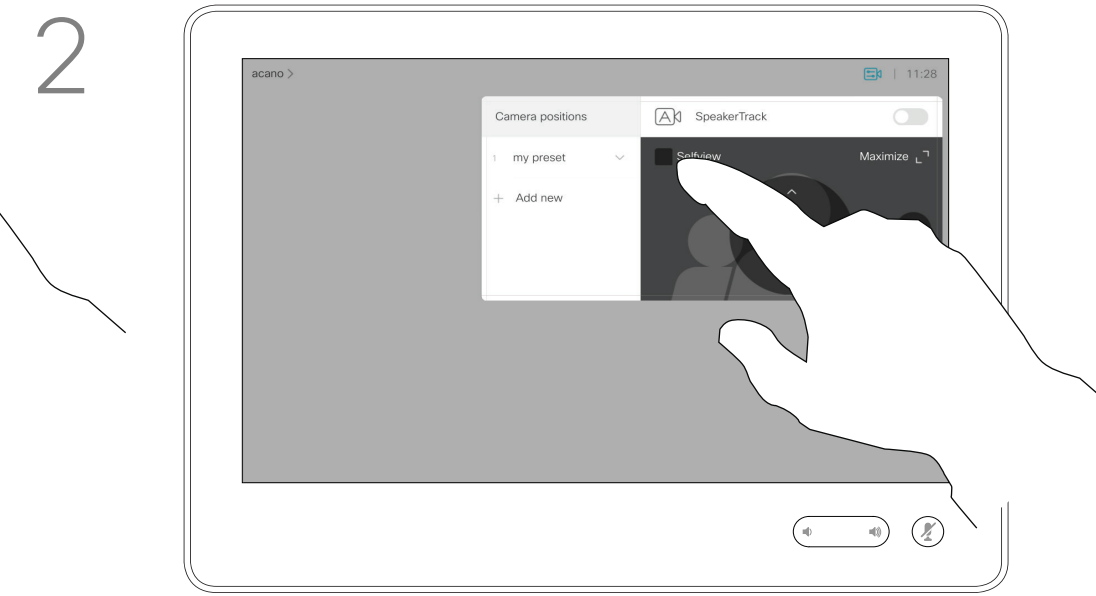 2
acano >
11:28
Camera positions
SpeakerTrack
1 my preset
Selfview
Maximize
+ Add new